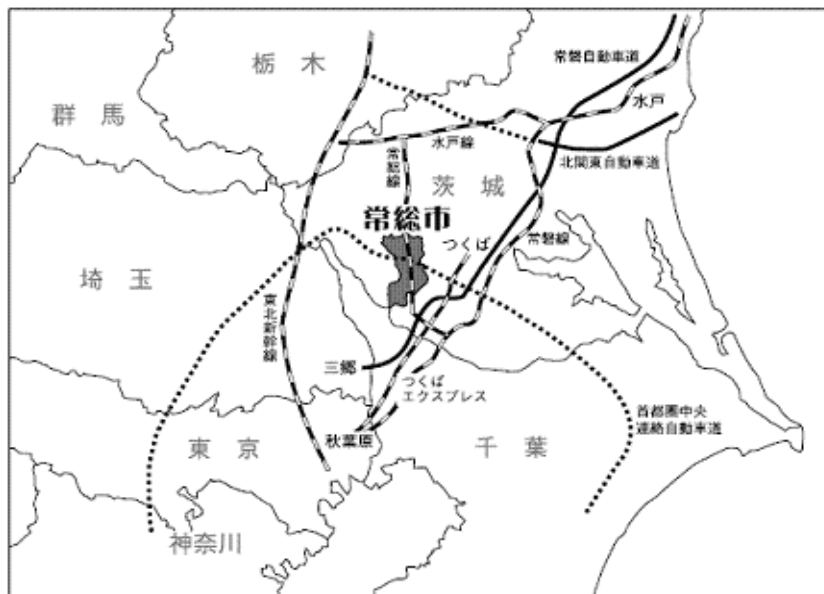 栃木
常磐自動車道
群馬
水戸
水戸線
常総線
北関東自動車道
茨城
常総市
つくば
常磐線
埼玉
東北新幹線
三郷
つくば
エクスプレス
首都圏中央
連絡自動車道
秋葉原
東京
千葉
神奈川